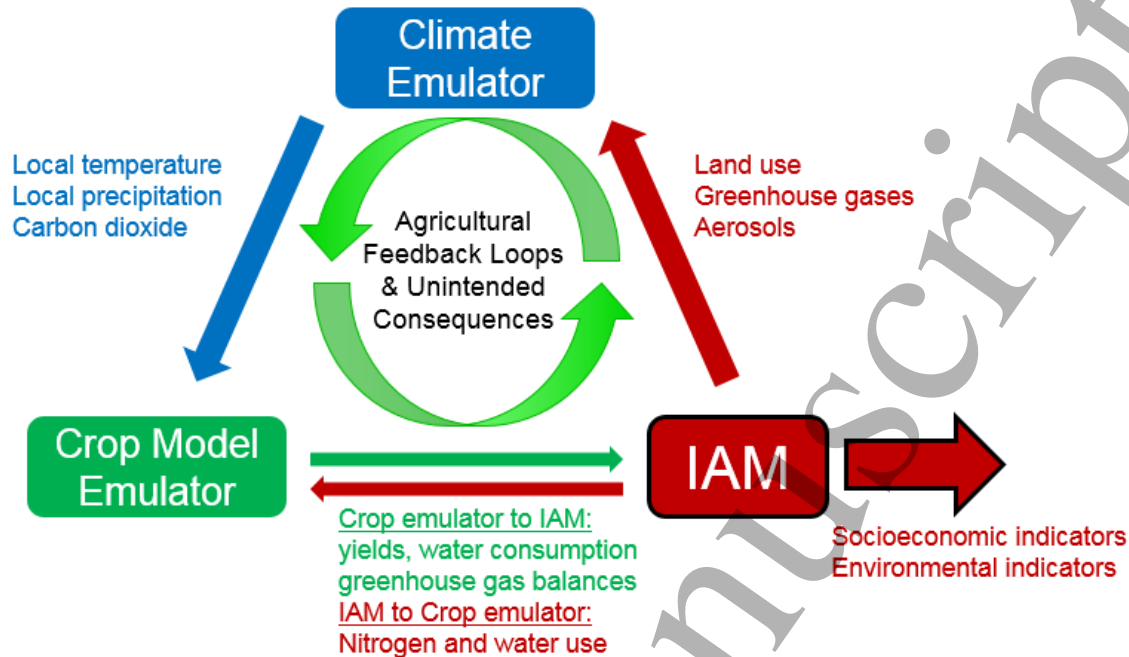 Climate
Emulator
Local temperature
Local precipitation
Carbon dioxide
Land use
Greenhouse gases
Aerosols
Agricultural
Feedback Loops
& Unintended
Consequences
Crop Model
Emulator
IAM
Crop emulator to IAM:
yields, water consumption
greenhouse gas balances
IAM to Crop emulator:
Nitrogen and water use
Socioeconomic indicators
Environmental indicators